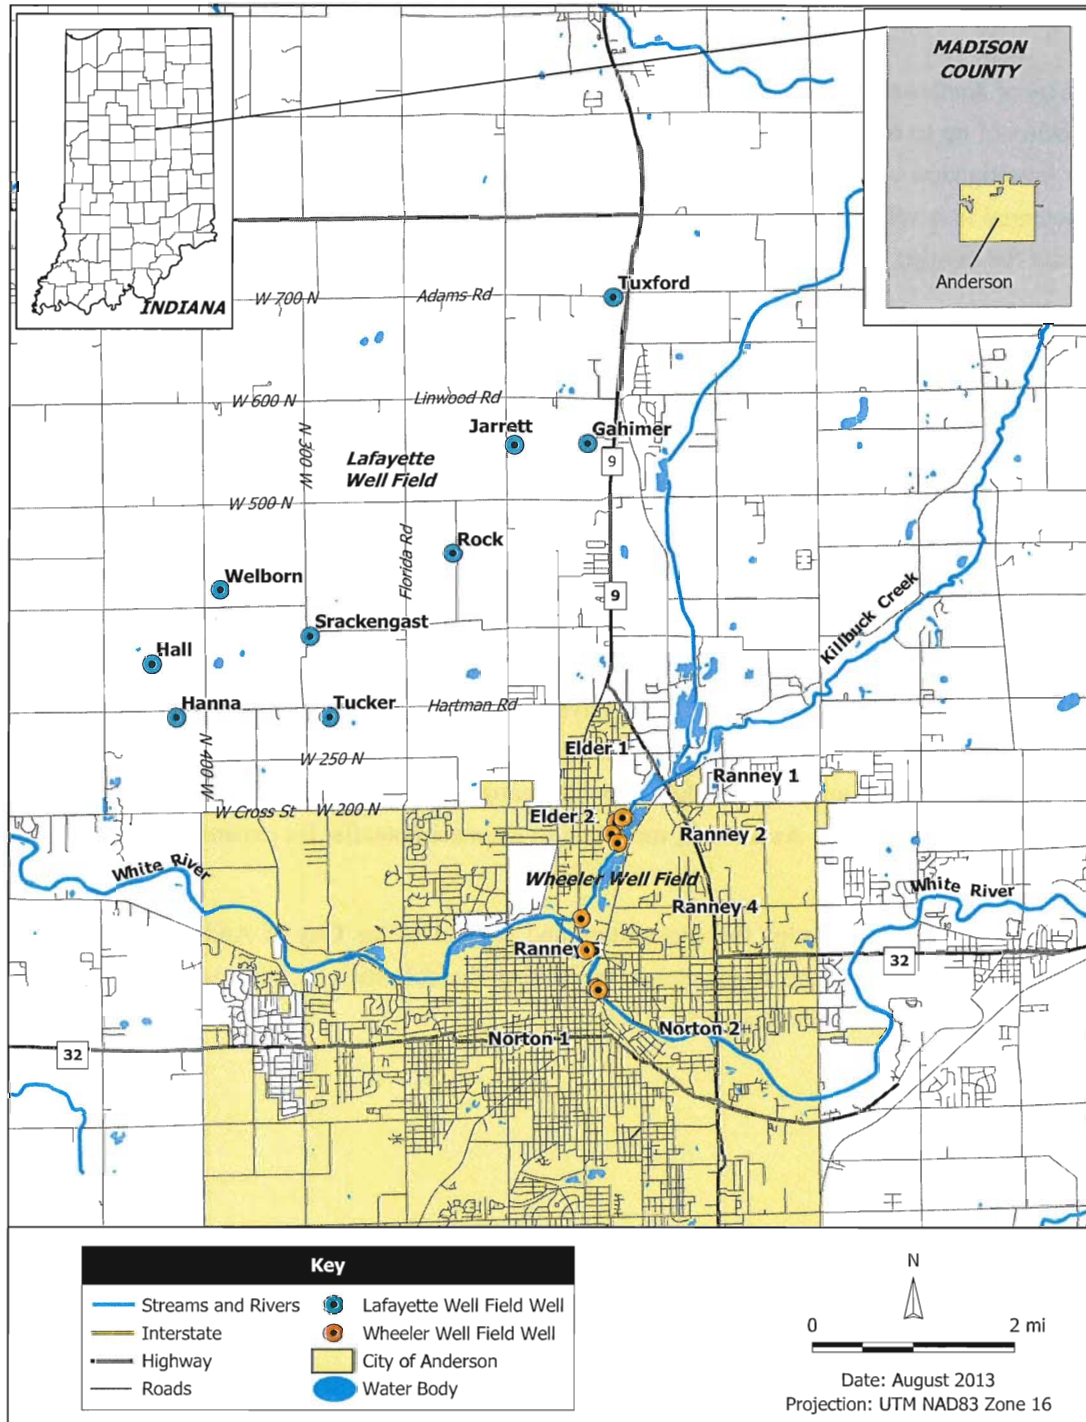 MADISON
COUNTY
Anderson
INDIANA
Tuxford
W 700 N
Adams Rd
W 600 N
Linwood Rd
Jarrett
Gahimer
N 300 W
Lafayette
Well Field
9
W 500 N
Florida Rd
Rock
Welborn
9
Killbuck Creek
Srackengast
Hall
Hanna
Tucker
Hartman Rd
Elder 1
N 400 W
W 250 N
Ranney 1
W Cross St
W 200 N
Elder 2
Ranney 2
White River
Wheeler Well Field
White River
Ranney 4
Ranney 5
32
Norton 2
Norton 1
32
Key
Streams and Rivers
Lafayette Well Field Well
Interstate
Wheeler Well Field Well
Highway
City of Anderson
Roads
Water Body
N
0 2 mi
Date: August 2013
Projection: UTM NAD83 Zone 16